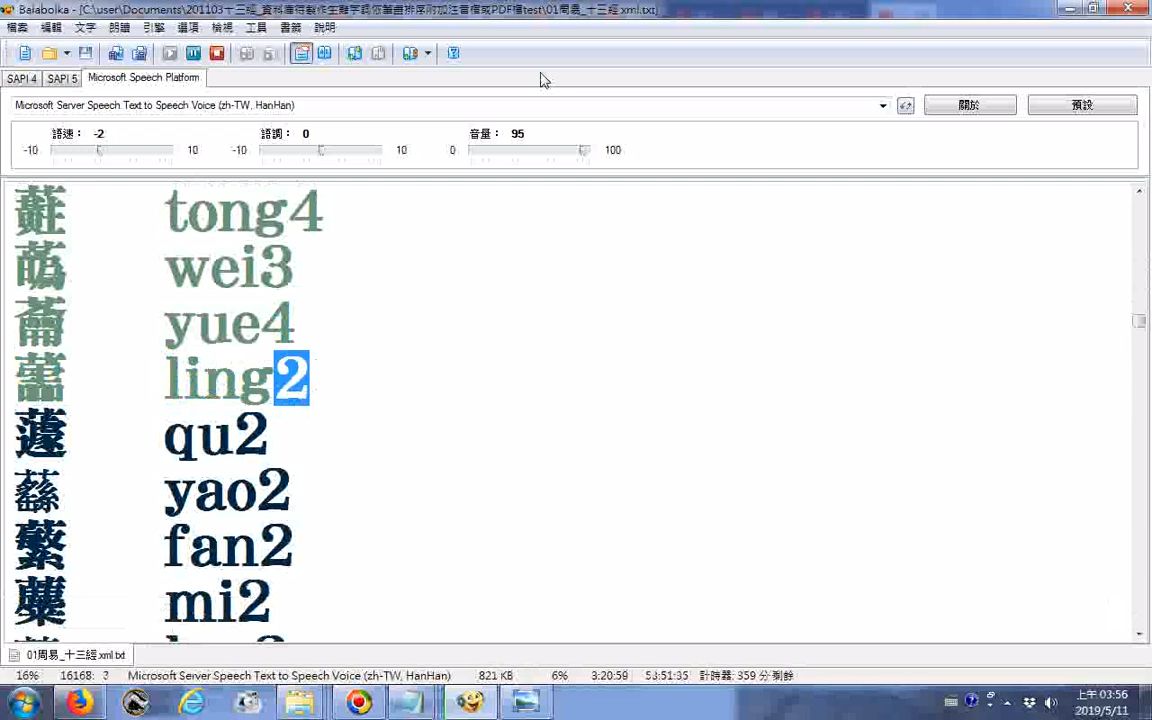 Balabolka - [C:\user\Documents\201103十三經_資料庫待製作生難字詞依筆畫排序附加注音檔或PDF檔test\01周易_十三經.xml.txt]
檔案 編輯 文字 朗讀 引擎 選項 檢視 工具 書籤 說明
SAPI 4 SAPI 5 Microsoft Speech Platform
Microsoft Server Speech Text to Speech Voice (zh-TW, HanHan) 關於 預設
語速： -2 語調： 0 音量： 95
-10 10 -10 10 0 100
tong4
蒍 wei3
yue4
ling2
蘧 qu2
yao2
蘩 fan2
蘪 mi2
01周易_十三經.xml.txt
16% 16168: 3 Microsoft Server Speech Text to Speech Voice (zh-TW, HanHan) 821 KB 6% 3:20:59 53:51:35 計時器: 359 分 剩餘
上午 03:56
2019/5/11